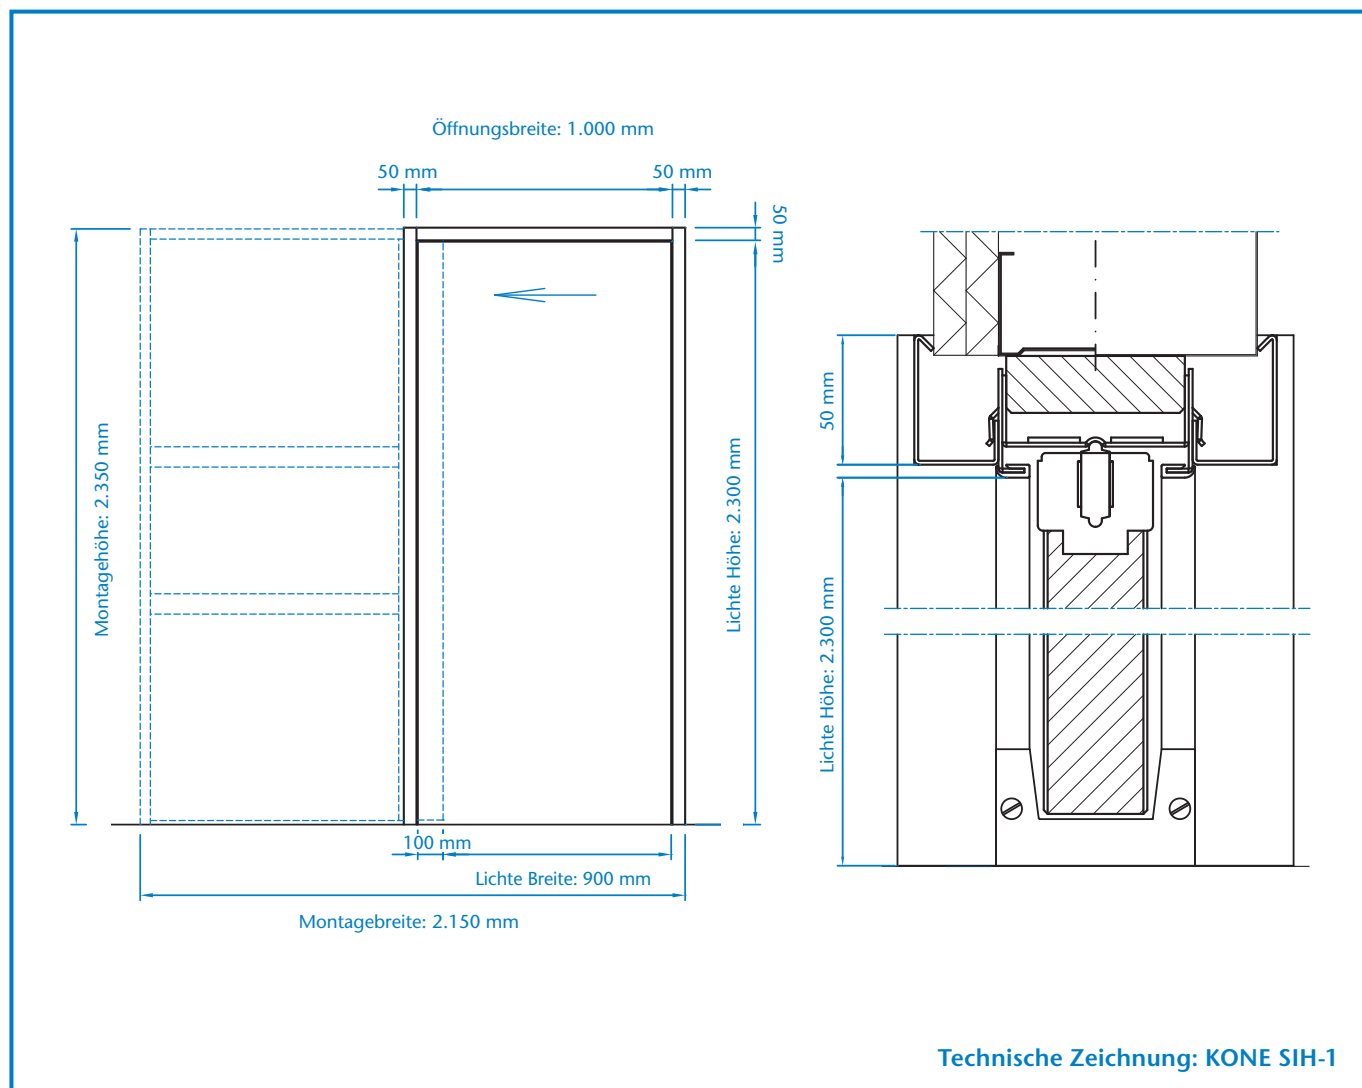 Öffnungsbreite: 1.000 mm
50 mm
50 mm
50 mm
Montagehöhe: 2.350 mm
Lichte Höhe: 2.300 mm
100 mm
Lichte Breite: 900 mm
Montagebreite: 2.150 mm
50 mm
Lichte Höhe: 2.300 mm
Technische Zeichnung: KONE SIH-1